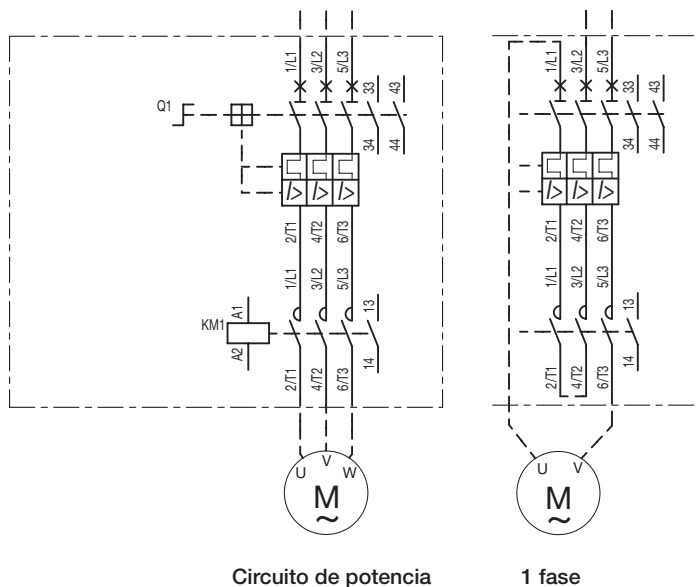 1/L1 3/L2 5/L3
33 43
Q1
34 44
I> I> I>
2/T1 4/T2 6/T3
1/L1 3/L2 5/L3
A1 13
KM1
A2 14
2/T1 4/T2 6/T3
U V W
M
~
1/L1 3/L2 5/L3
33 43
34 44
I> I> I>
2/T1 4/T2 6/T3
1/L1 3/L2 5/L3
13
14
2/T1 4/T2 6/T3
U V
M
~
Circuito de potencia
1 fase